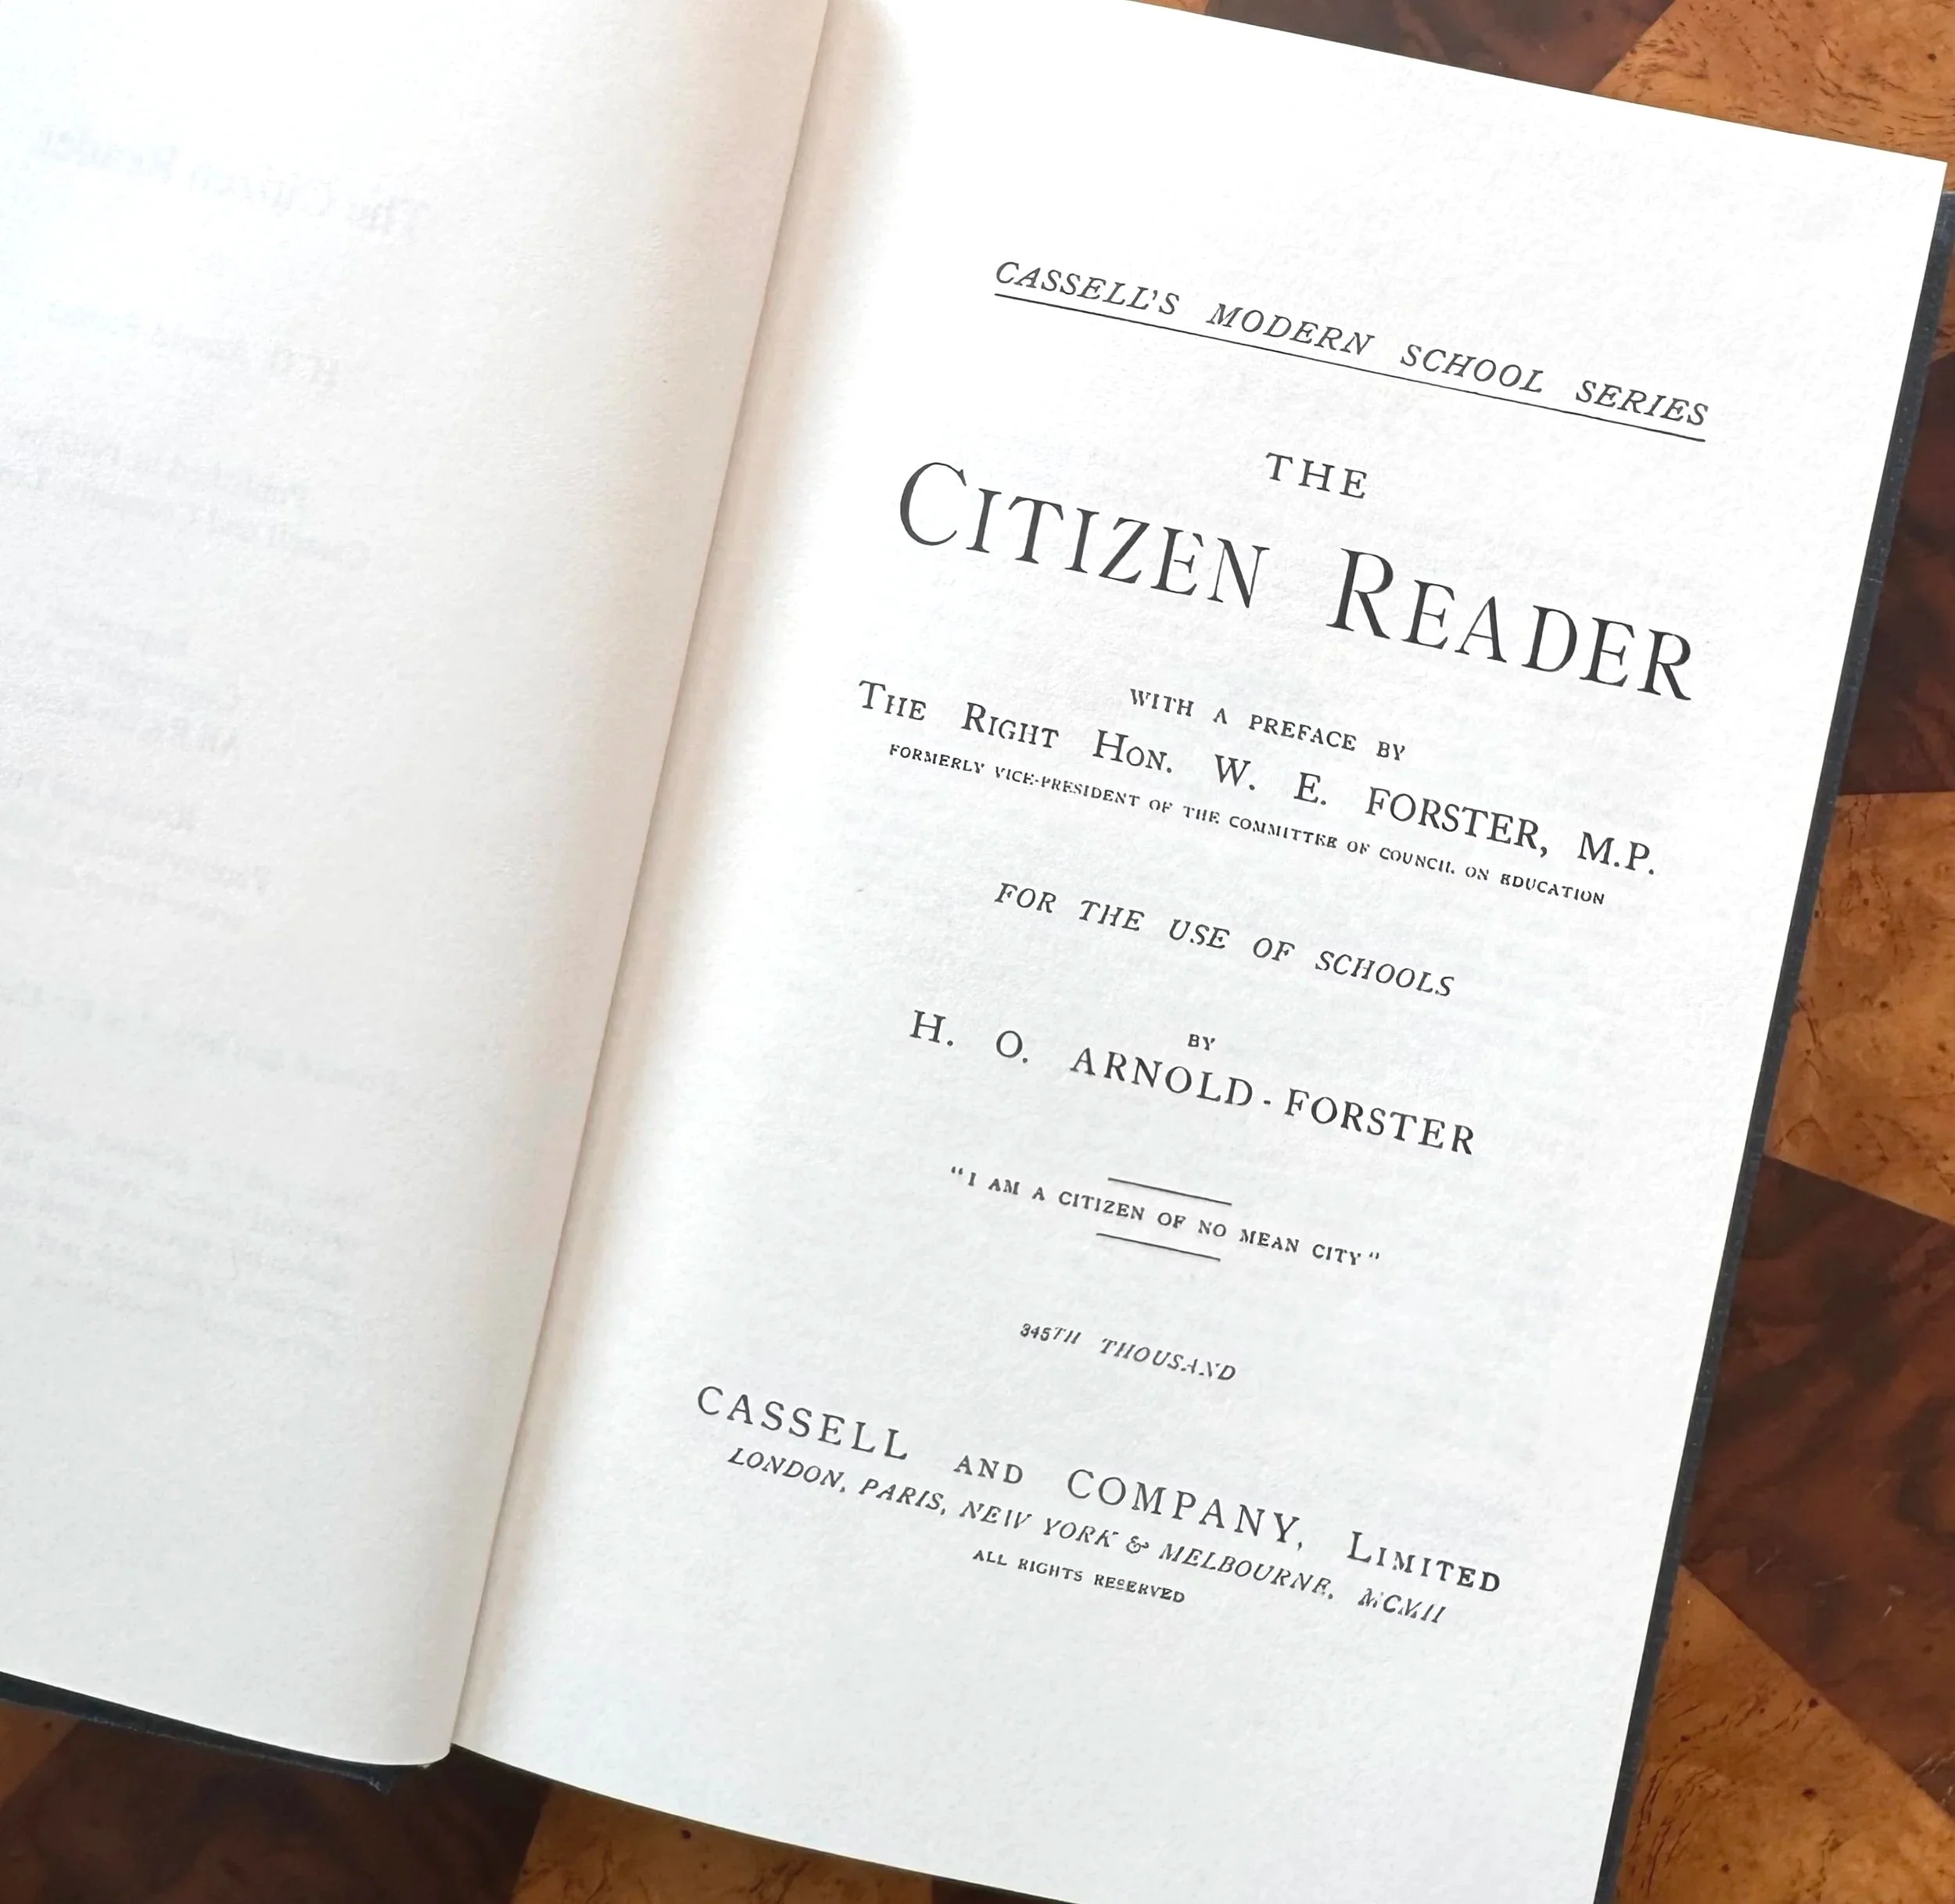 CASSELL'S MODERN SCHOOL SERIES
THE
CITIZEN READER
WITH A PREFACE BY
THE RIGHT HON. W. E. FORSTER, M.P.
FORMERLY VICE-PRESIDENT OF THE COMMITTEE OF COUNCIL ON EDUCATION
FOR THE USE OF SCHOOLS
BY
H. O. ARNOLD-FORSTER
"I AM A CITIZEN OF NO MEAN CITY"
345TH THOUSAND
CASSELL AND COMPANY, LIMITED
LONDON, PARIS, NEW YORK & MELBOURNE, MCMII
ALL RIGHTS RESERVED